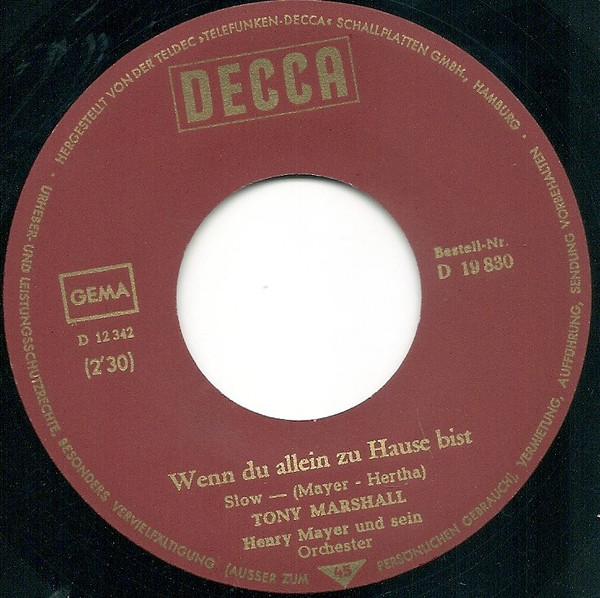 HERGESTELLT VON DER TELDEC »TELEFUNKEN-DECCA« SCHALLPLATTEN GMBH., HAMBURG •
URHEBER- UND LEISTUNGSSCHUTZRECHTE, BESONDERS VERVIELFÄLTIGUNG (AUSSER ZUM PERSÖNLICHEN GEBRAUCH), VERMIETUNG, AUFFÜHRUNG, SENDUNG VORBEHALTEN
DECCA
GEMA
D 12 342
(2'30)
Bestell-Nr.
D 19 830
Wenn du allein zu Hause bist
Slow — (Mayer - Hertha)
TONY MARSHALL
Henry Mayer und sein
Orchester
45